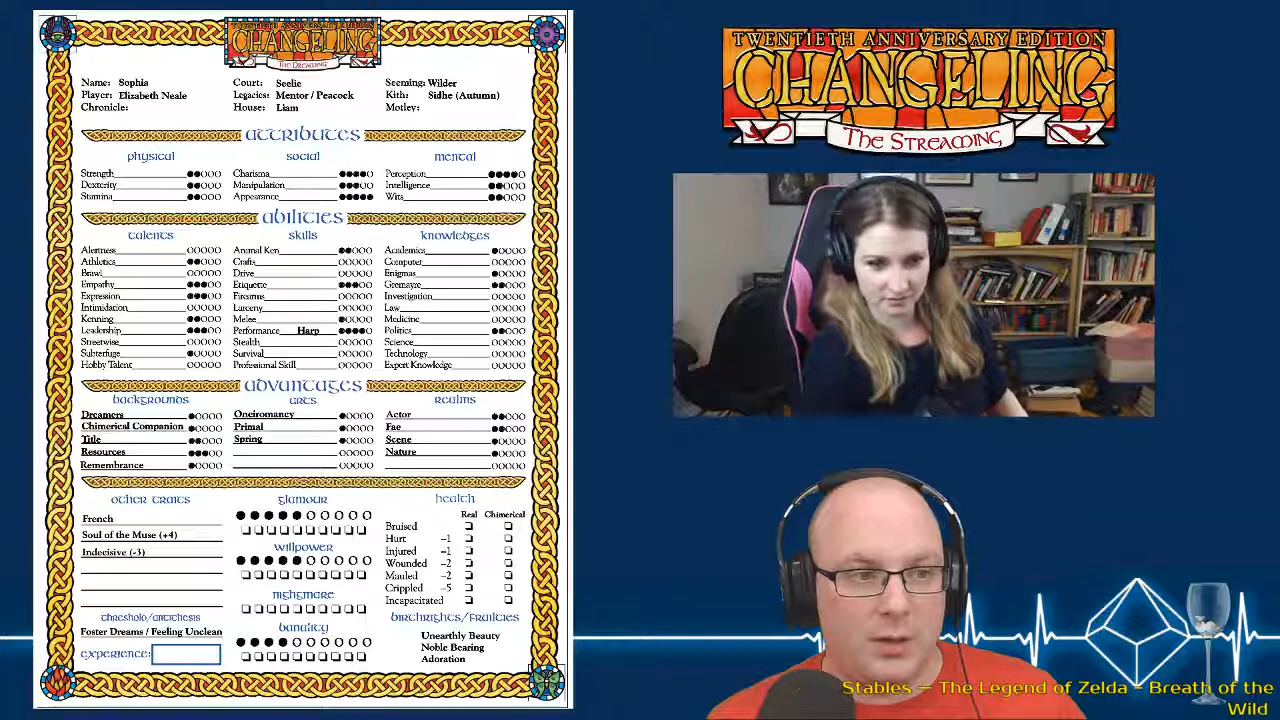 TWENTIETH ANNIVERSARY EDITION
CHANGELING
The Dreaming
Name: Sophia Court: Seelie Seeming: Wilder
Player: Elizabeth Neale Legacies: Mentor / Peacock Kith: Sidhe (Autumn)
Chronicle: House: Liam Motley:
attributes
physical social mental
Strength Charisma Perception
Dexterity Manipulation Intelligence
Stamina Appearance Wits
abilities
talents skills knowledges
Alertness Animal Ken Academics
Athletics Crafts Computer
Brawl Drive Enigmas
Empathy Etiquette Gremayre
Expression Firearms Investigation
Intimidation Larceny Law
Kenning Melee Medicine
Leadership Performance Harp Politics
Streetwise Stealth Science
Subterfuge Survival Technology
Hobby Talent Professional Skill Expert Knowledge
advantages
backgrounds arts realms
Dreamers Oneiromancy Actor
Chimerical Companion Primal Fae
Title Spring Scene
Resources Nature
Remembrance
other traits glamour health
Real Chimerical
French Bruised
Soul of the Muse (+4) Hurt -1
Indecisive (-3) willpower Injured -1
Wounded -2
Mauled -2
Crippled -5
nightmare Incapacitated
threshold/antithesis banality birthrights/frailties
Foster Dreams / Feeling Unclean Unearthly Beauty
experience: Noble Bearing
Adoration
TWENTIETH ANNIVERSARY EDITION
CHANGELING
The Streaming
Stables – The Legend of Zelda - Breath of the
Wild